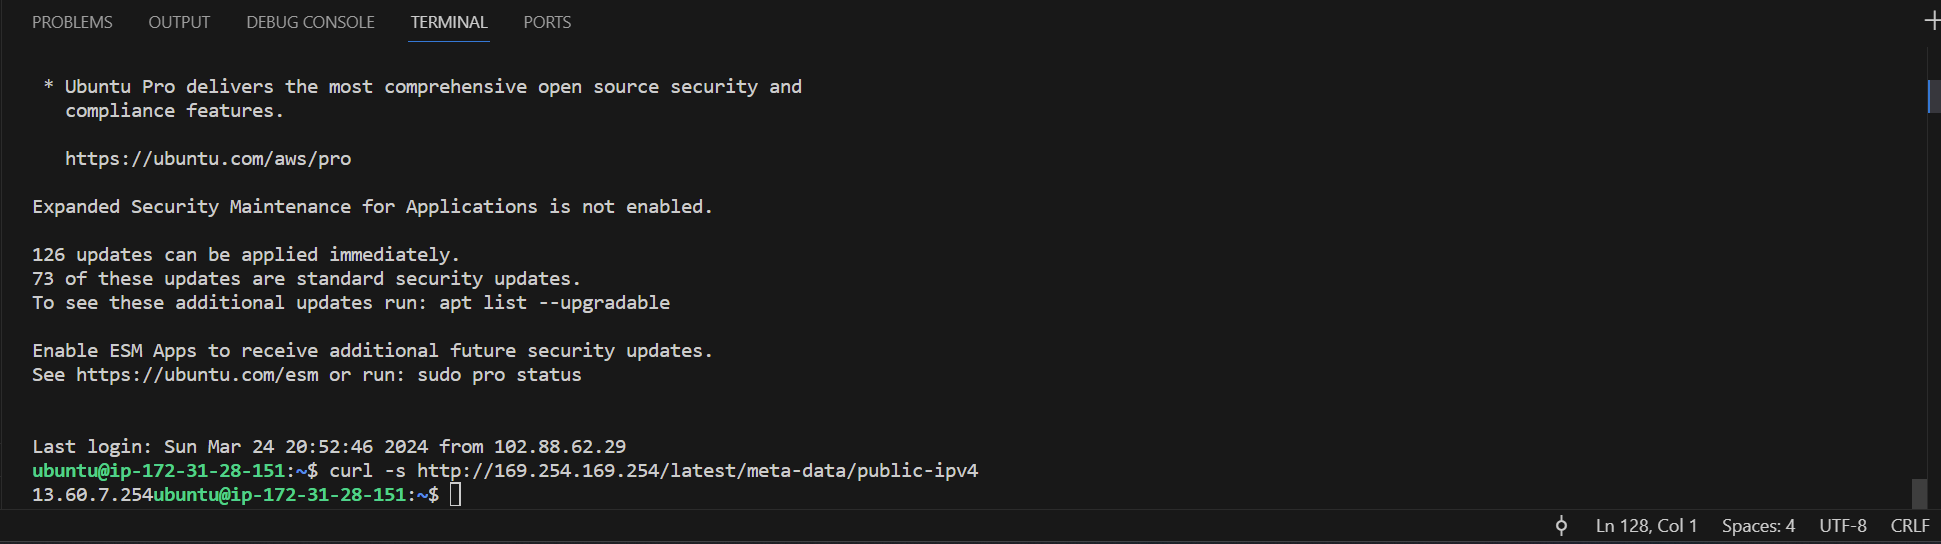 PROBLEMS OUTPUT DEBUG CONSOLE TERMINAL PORTS
* Ubuntu Pro delivers the most comprehensive open source security and
compliance features.
https://ubuntu.com/aws/pro
Expanded Security Maintenance for Applications is not enabled.
126 updates can be applied immediately.
73 of these updates are standard security updates.
To see these additional updates run: apt list --upgradable
Enable ESM Apps to receive additional future security updates.
See https://ubuntu.com/esm or run: sudo pro status
Last login: Sun Mar 24 20:52:46 2024 from 102.88.62.29
ubuntu@ip-172-31-28-151:~$ curl -s http://169.254.169.254/latest/meta-data/public-ipv4
13.60.7.254ubuntu@ip-172-31-28-151:~$
Ln 128, Col 1 Spaces: 4 UTF-8 CRLF